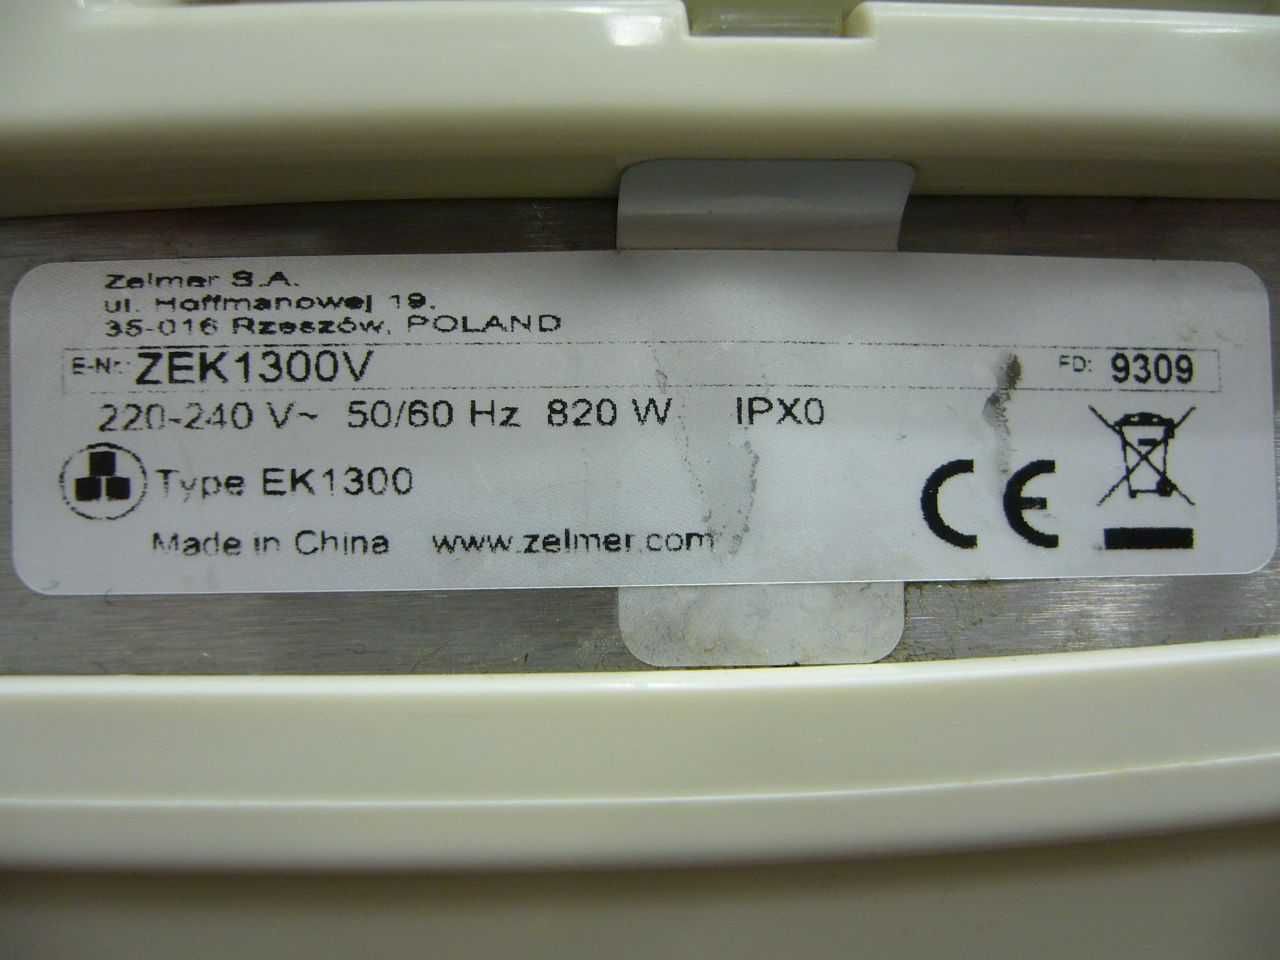 Zelmer S.A.
ul. Hoffmanowej 19.
35-016 Rzeszów, POLAND
E-Nr.: ZEK1300V FD: 9309
220-240 V~ 50/60 Hz 820 W IPX0
Type EK1300
CE
Made in China www.zelmer.com